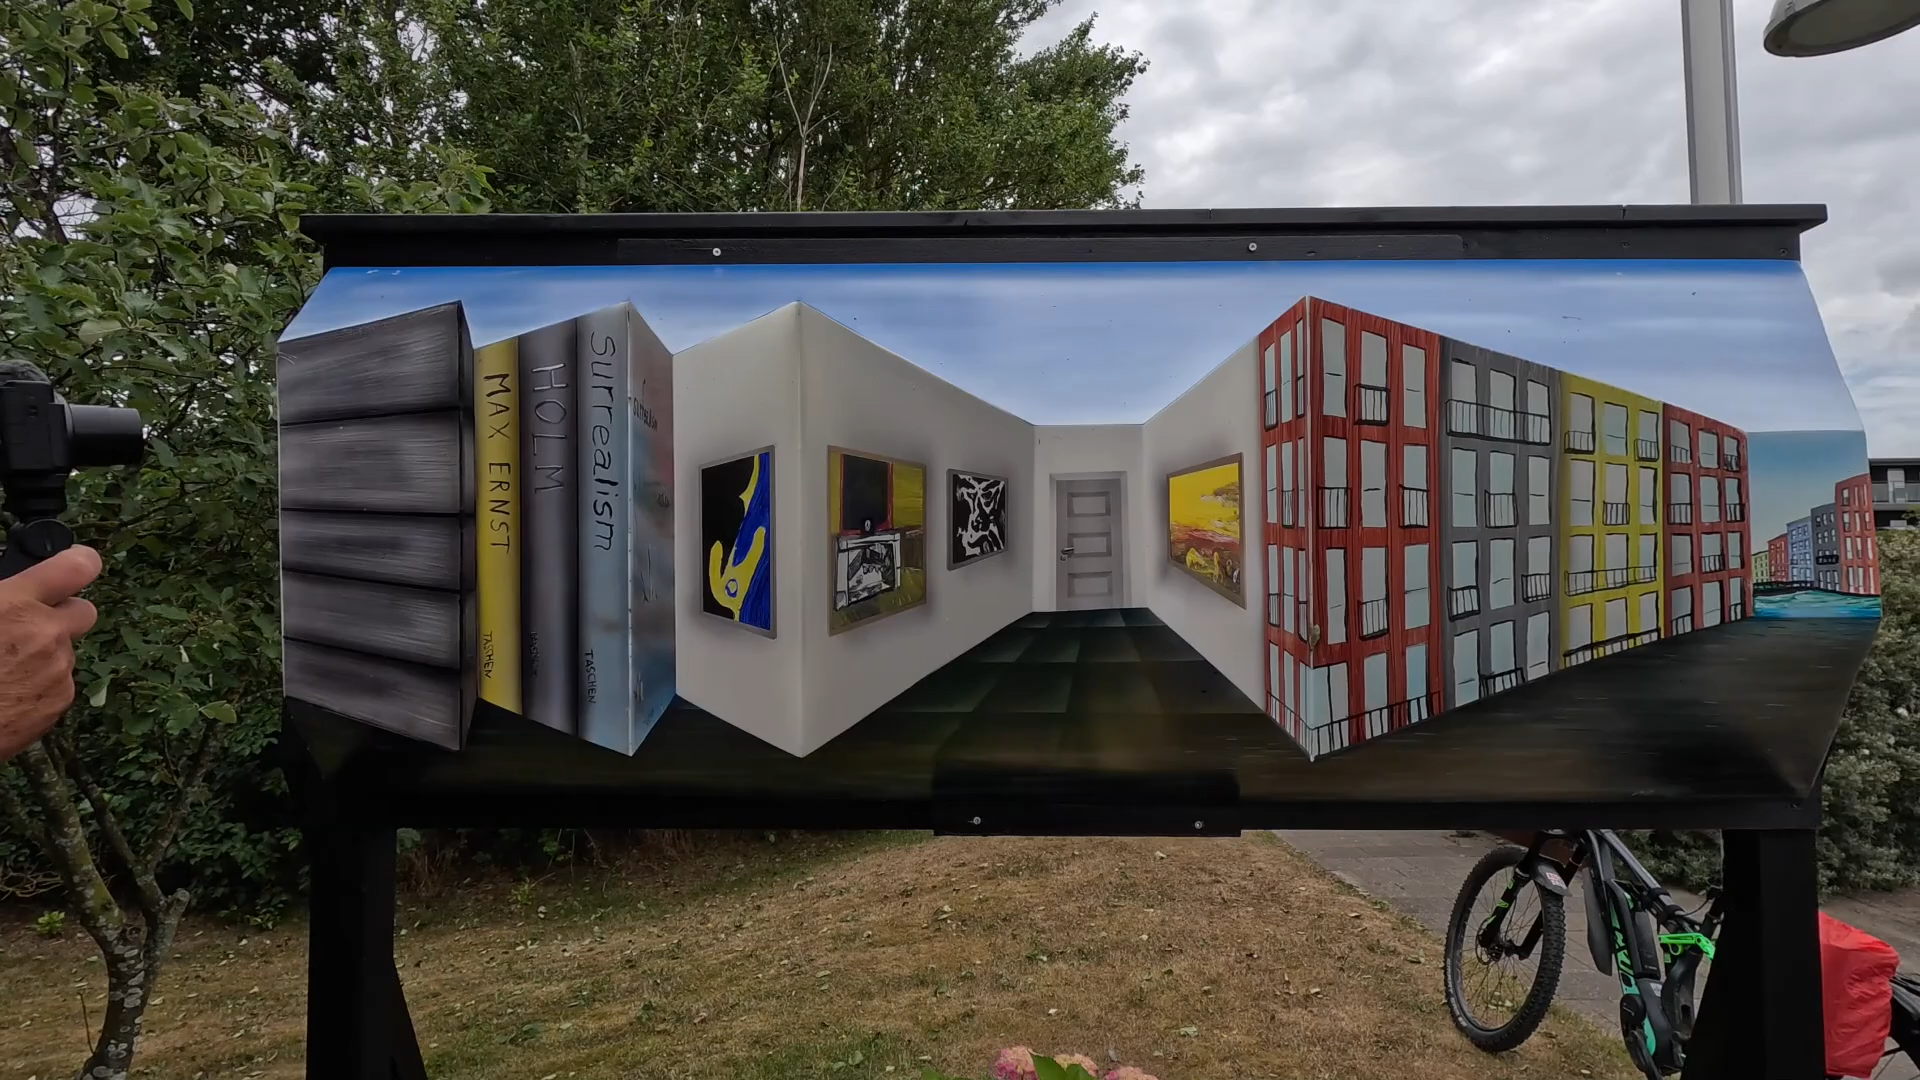 MAX ERNST
TASCHEN
HOLM
Surrealism
TASCHEN